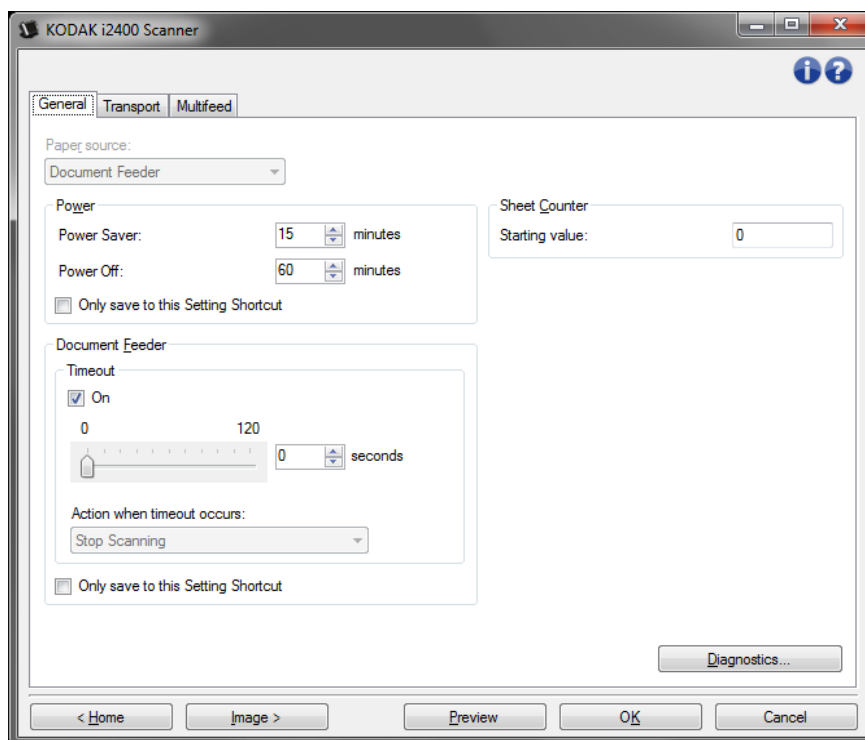 KODAK i2400 Scanner
General Transport Multifeed
Paper source:
Document Feeder
Power
Power Saver: 15 minutes
Power Off: 60 minutes
Only save to this Setting Shortcut
Sheet Counter
Starting value: 0
Document Feeder
Timeout
On
0 120
0 seconds
Action when timeout occurs:
Stop Scanning
Only save to this Setting Shortcut
Diagnostics...
< Home Image > Preview OK Cancel